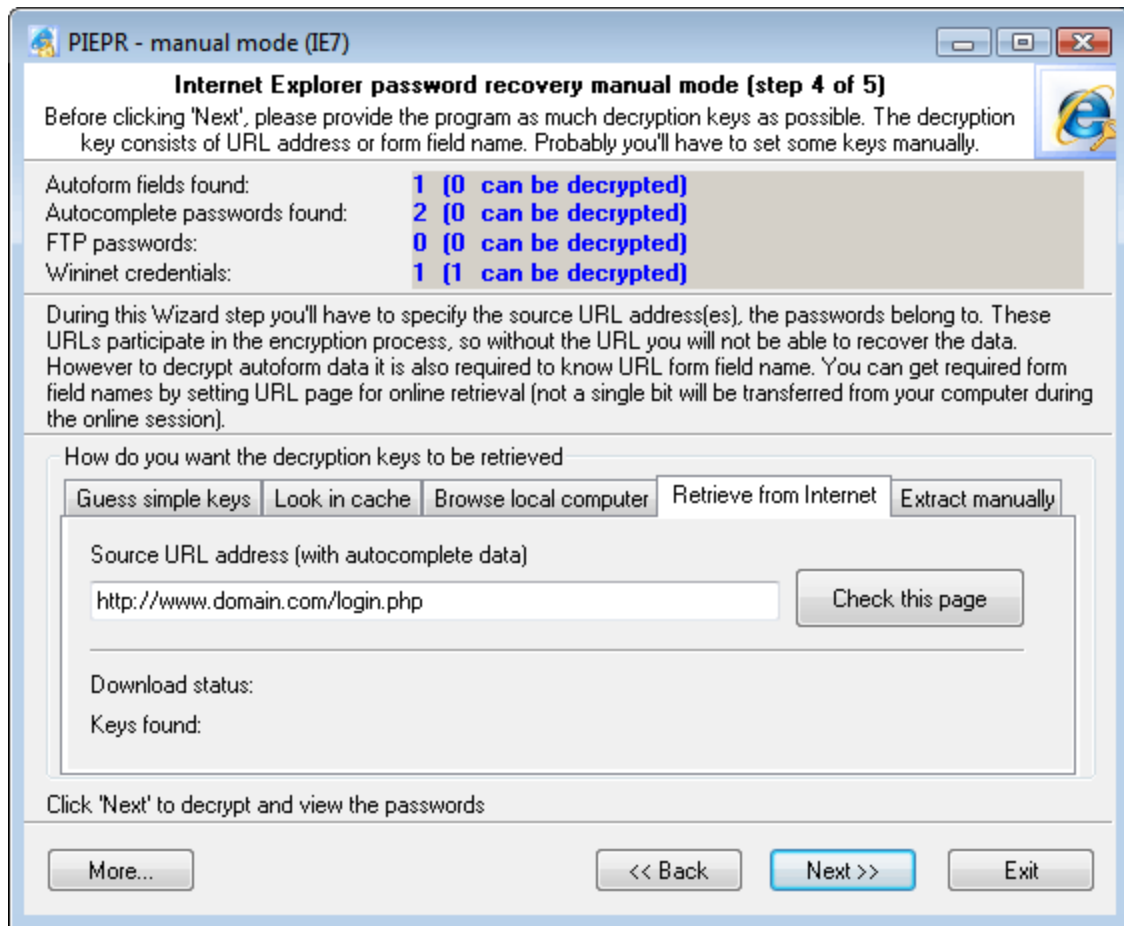 PIEPR - manual mode (IE7)
Internet Explorer password recovery manual mode (step 4 of 5)
Before clicking 'Next', please provide the program as much decryption keys as possible. The decryption
key consists of URL address or form field name. Probably you'll have to set some keys manually.
Autoform fields found: 1 (0 can be decrypted)
Autocomplete passwords found: 2 (0 can be decrypted)
FTP passwords: 0 (0 can be decrypted)
Wininet credentials: 1 (1 can be decrypted)
During this Wizard step you'll have to specify the source URL address(es), the passwords belong to. These
URLs participate in the encryption process, so without the URL you will not be able to recover the data.
However to decrypt autoform data it is also required to know URL form field name. You can get required form
field names by setting URL page for online retrieval (not a single bit will be transferred from your computer during
the online session).
How do you want the decryption keys to be retrieved
Guess simple keys Look in cache Browse local computer Retrieve from Internet Extract manually
Source URL address (with autocomplete data)
http://www.domain.com/login.php Check this page
Download status:
Keys found:
Click 'Next' to decrypt and view the passwords
More... << Back Next >> Exit